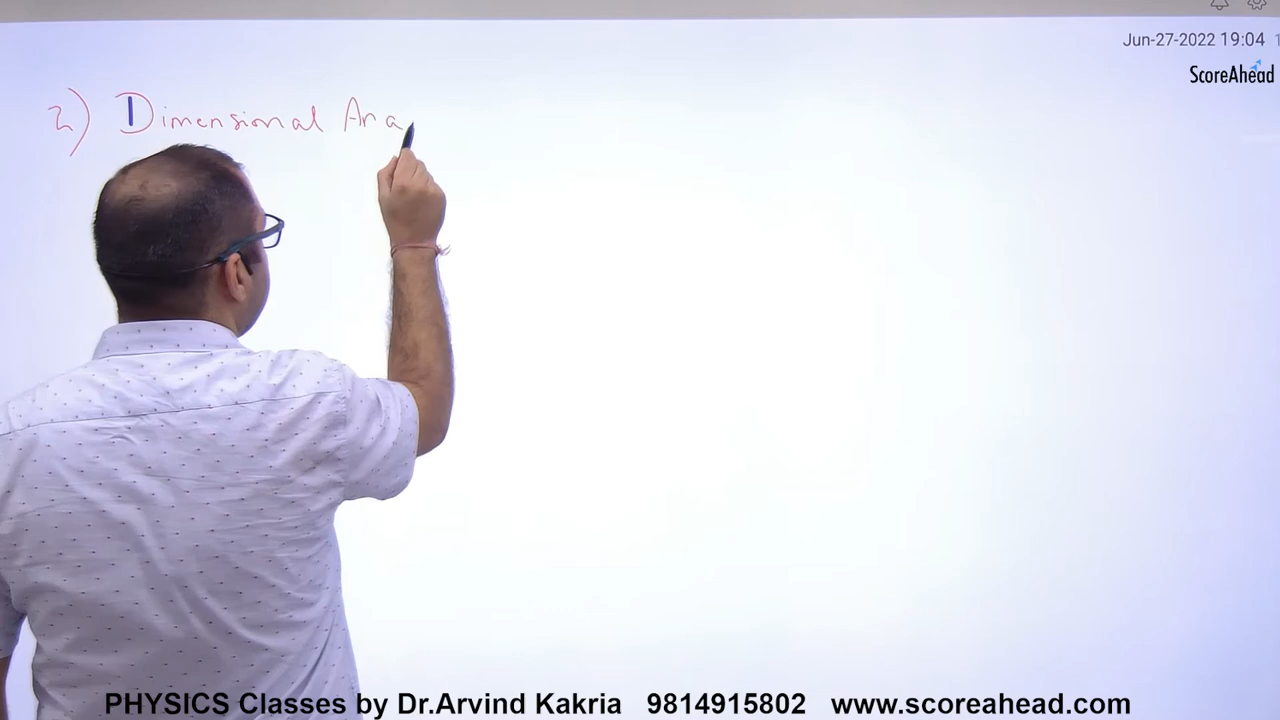 Jun-27-2022 19:04
ScoreAhead
2) Dimensional Ana
PHYSICS Classes by Dr.Arvind Kakria 9814915802 www.scoreahead.com